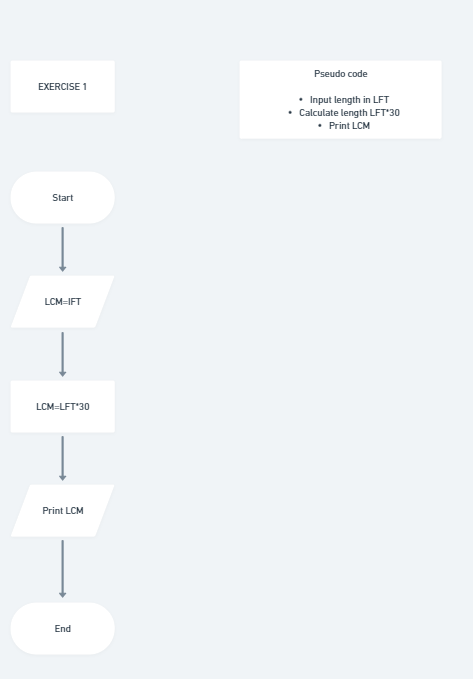 EXERCISE 1
Pseudo code
• Input length in LFT
• Calculate length LFT*30
• Print LCM
Start
LCM=IFT
LCM=LFT*30
Print LCM
End